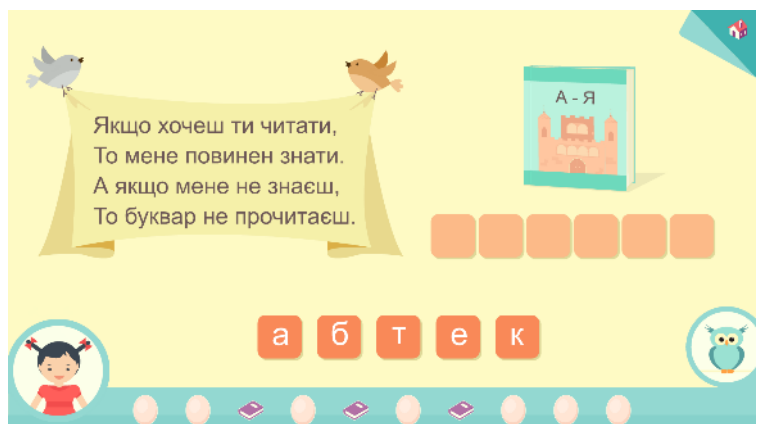 Якщо хочеш ти читати,
То мене повинен знати.
А якщо мене не знаєш,
То буквар не прочитаєш.
А - Я
а б т е к